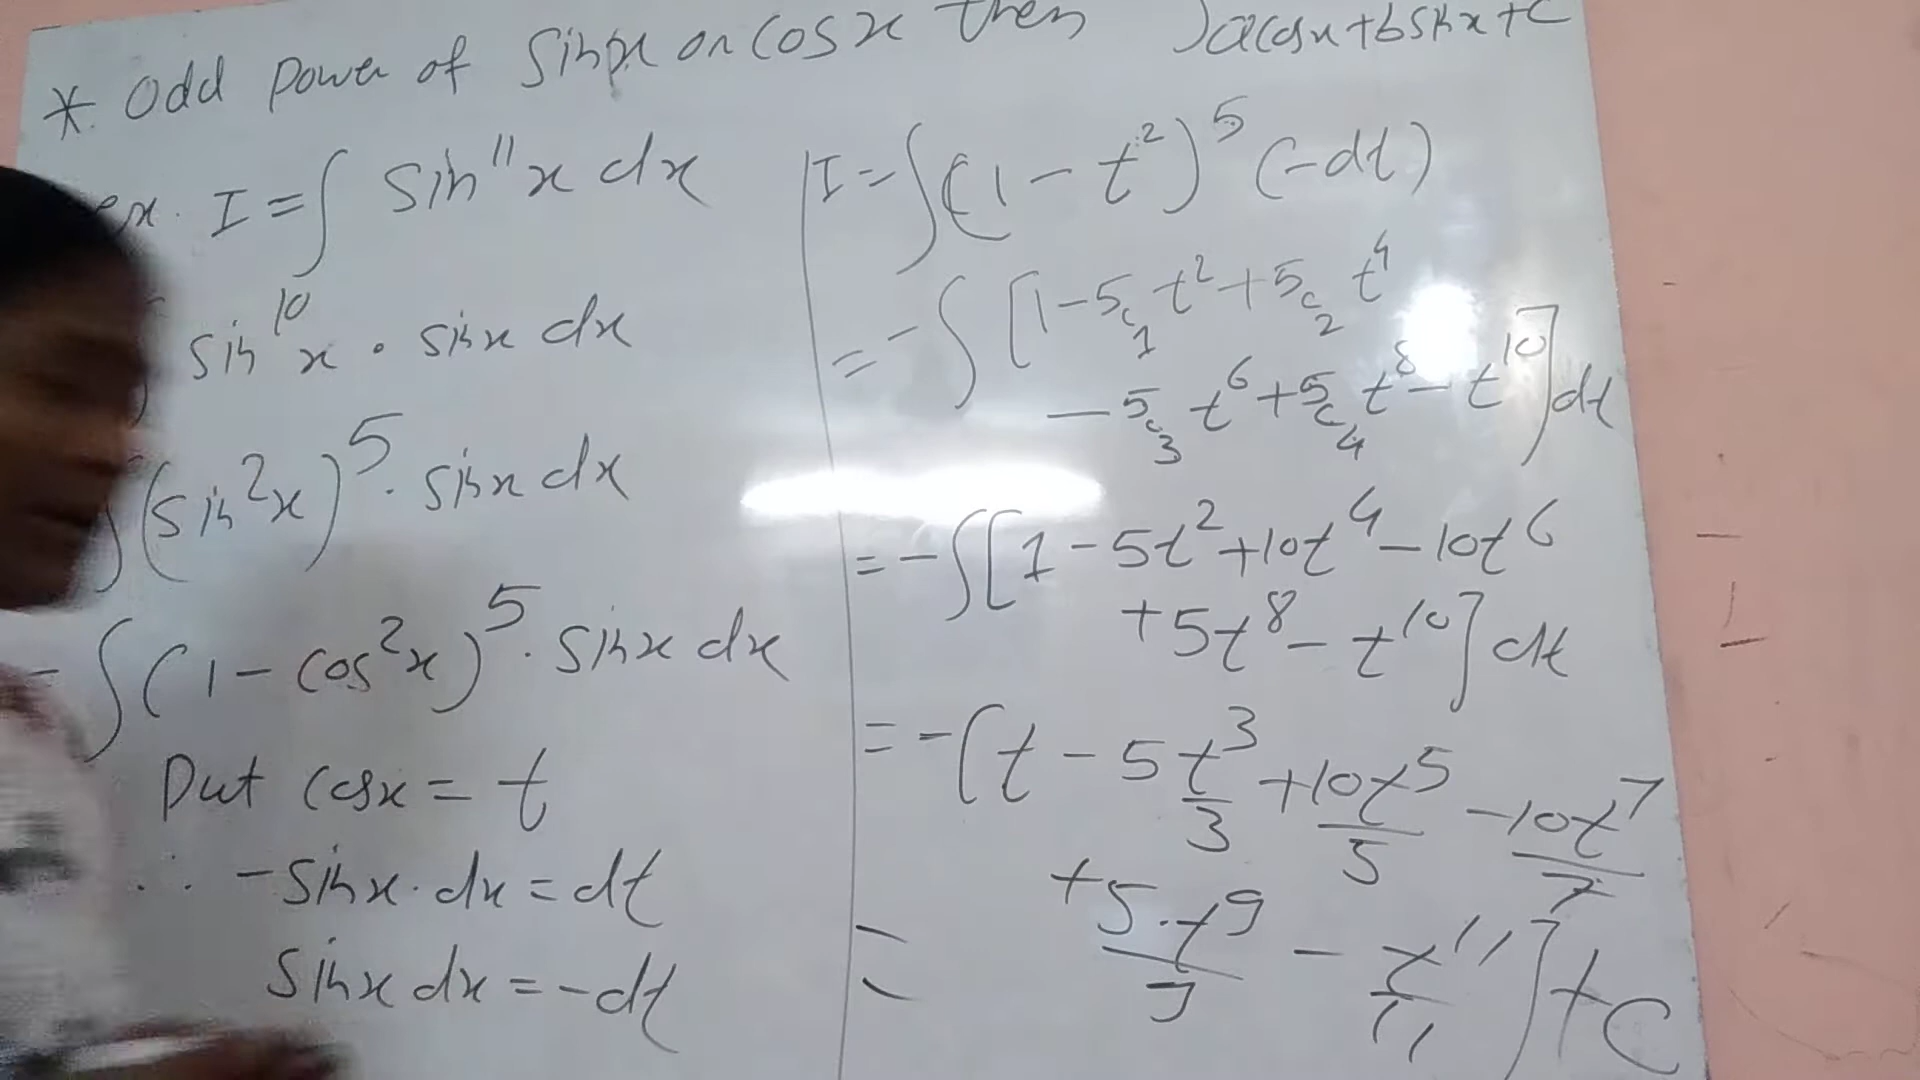 * Odd Power of Sinx or Cosx then
∫acosx+bsinx+c
ex. I = ∫ Sin¹¹x dx
sin¹⁰x · sinx dx
∫(sin²x)⁵ · sinx dx
= ∫(1 - cos²x)⁵ · sinx dx
Put cosx = t
∴ -sinx · dx = dt
sinx dx = -dt
I = ∫(1 - t²)⁵ (-dt)
= -∫[1 - 5c₁ t² + 5c₂ t⁴
- 5c₃ t⁶ + 5c₄ t⁸ - t¹⁰] dt
= -∫[1 - 5t² + 10t⁴ - 10t⁶
+ 5t⁸ - t¹⁰] dt
= -[t - 5t³/3 + 10t⁵/5 - 10t⁷/7
+ 5·t⁹/9 - t¹¹/11] + C
=